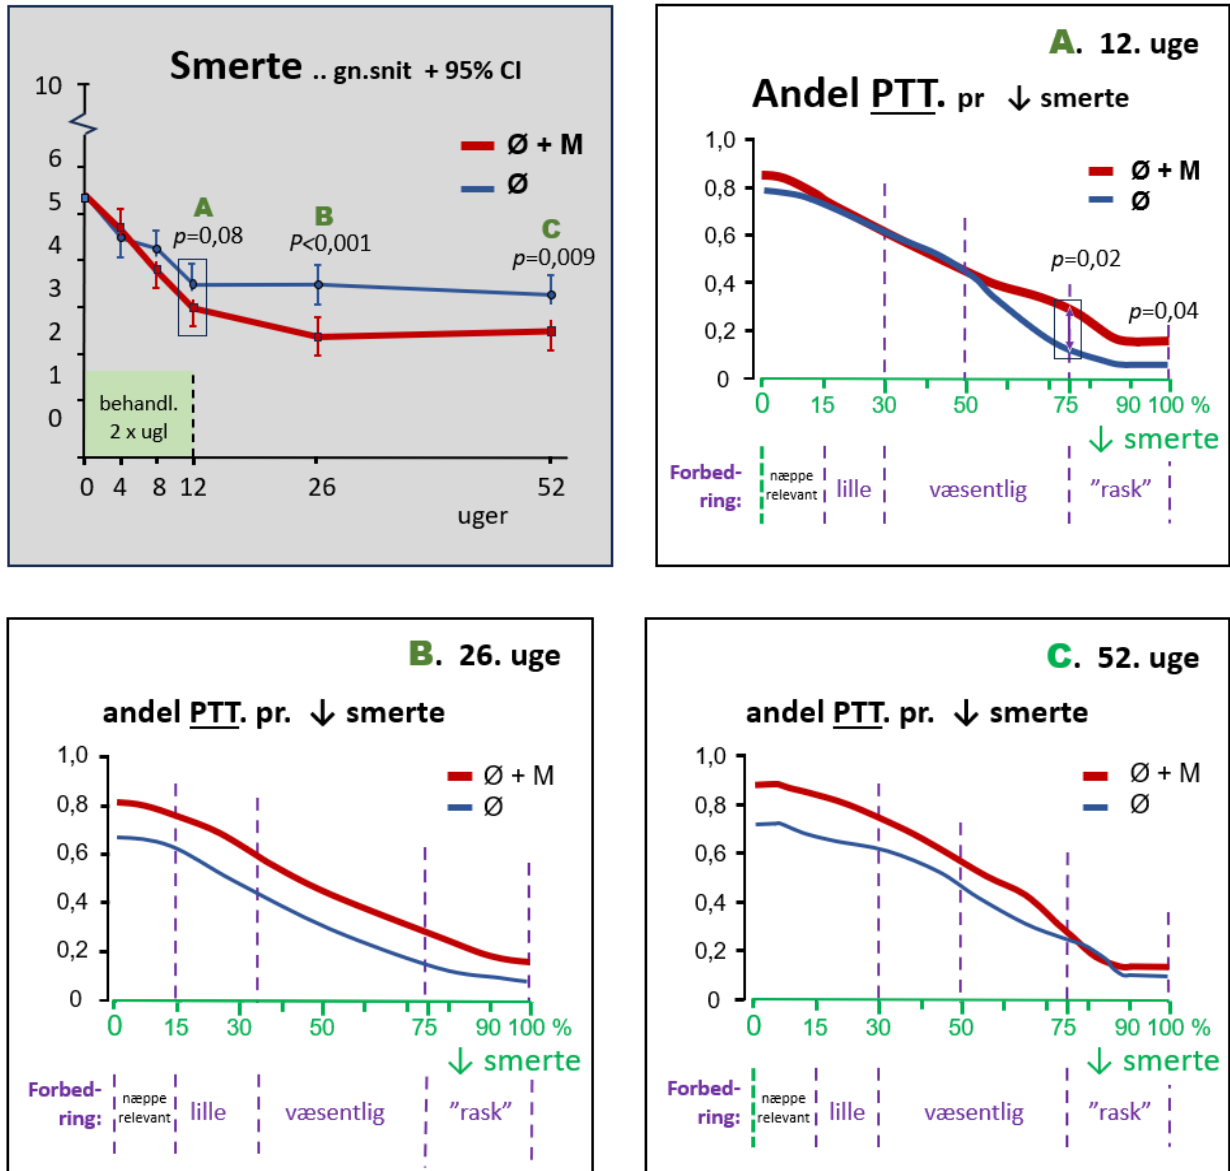 Smerte .. gn.snit + 95% CI
10
6
5
4
3
2
1
0
Ø + M
Ø
A
p=0,08
B
P<0,001
C
p=0,009
behandl.
2 x ugl
0 4 8 12 26 52
uger
A. 12. uge
Andel PTT. pr ↓ smerte
1,0
0,8
0,6
0,4
0,2
0
Ø + M
Ø
p=0,02
p=0,04
0 15 30 50 75 90 100 %
↓ smerte
Forbed-
ring:
næppe
relevant
lille
væsentlig
”rask”
B. 26. uge
andel PTT. pr. ↓ smerte
1,0
0,8
0,6
0,4
0,2
0
Ø + M
Ø
0 15 30 50 75 90 100 %
↓ smerte
Forbed-
ring:
næppe
relevant
lille
væsentlig
”rask”
C. 52. uge
andel PTT. pr. ↓ smerte
1,0
0,8
0,6
0,4
0,2
0
Ø + M
Ø
0 15 30 50 75 90 100 %
↓ smerte
Forbed-
ring:
næppe
relevant
lille
væsentlig
”rask”